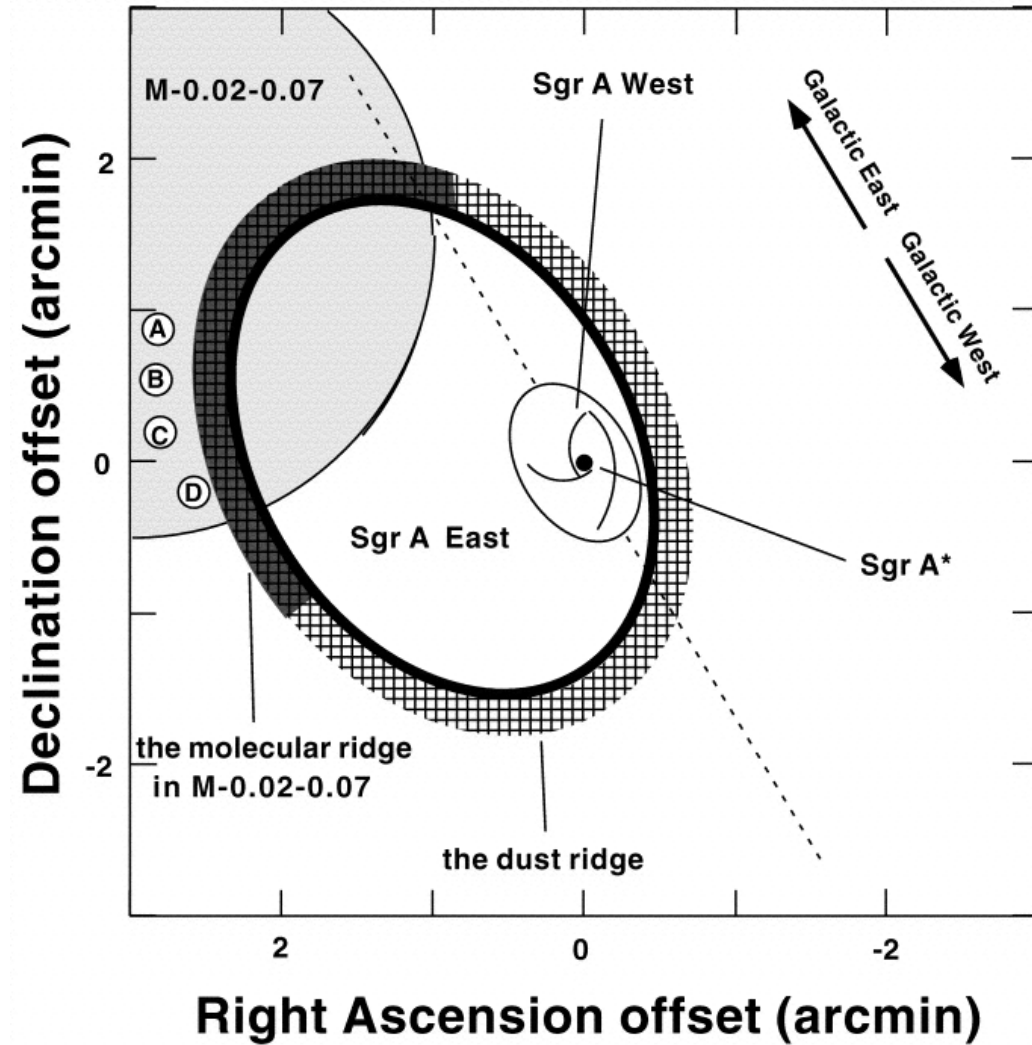 M-0.02-0.07
Sgr A West
Galactic East
Galactic West
2
0
-2
A
B
C
D
Sgr A East
Sgr A*
the molecular ridge
in M-0.02-0.07
the dust ridge
2
0
-2
Declination offset (arcmin)
Right Ascension offset (arcmin)